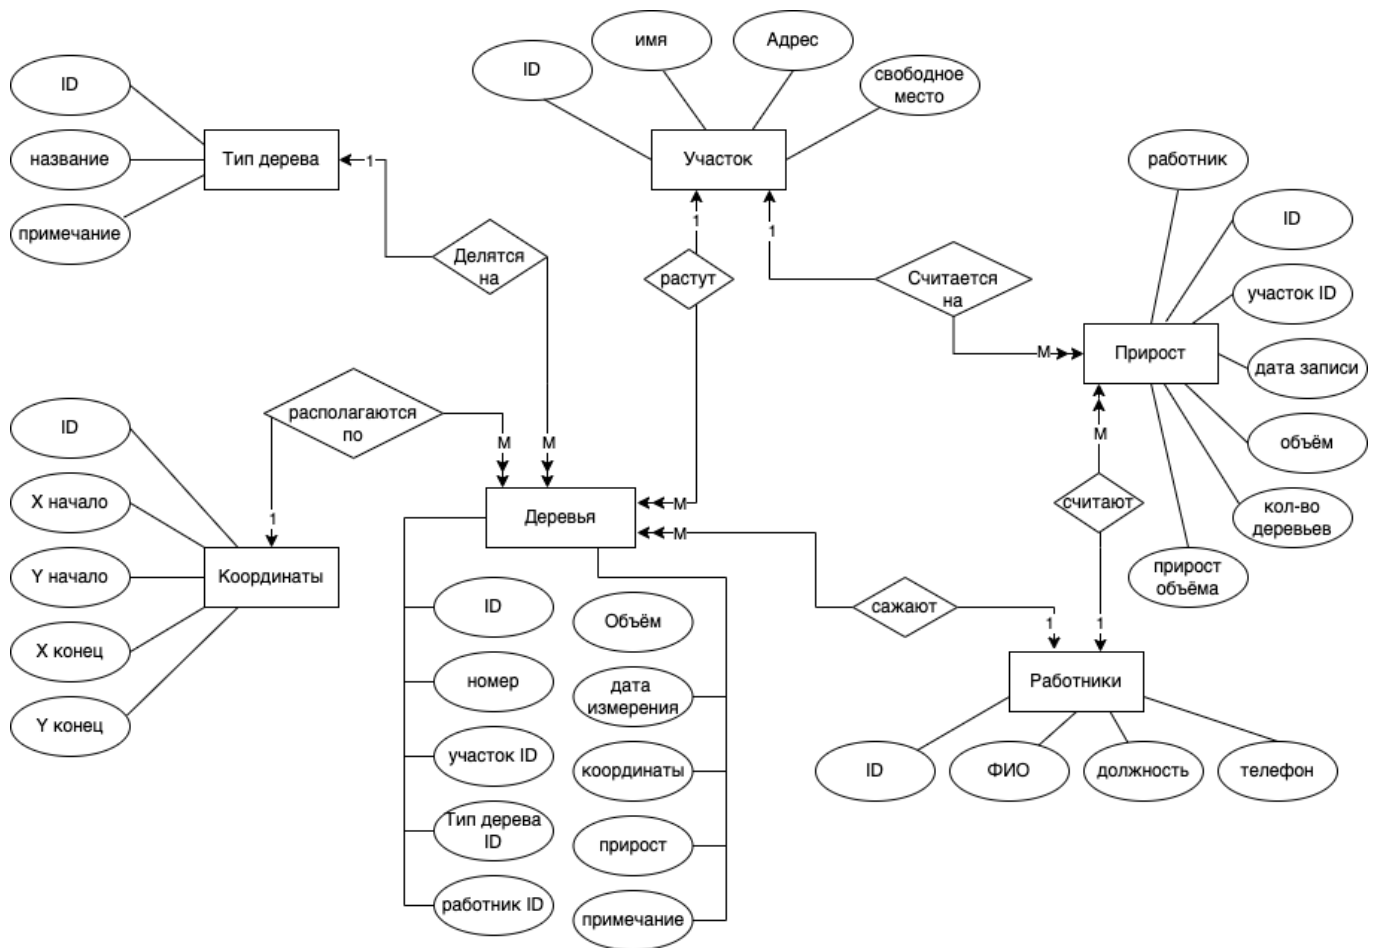 имя
Адрес
ID
свободное
место
ID
название
примечание
Тип дерева
1
Участок
1
1
работник
ID
участок ID
дата записи
объём
кол-во
деревьев
прирост
объёма
Прирост
Делятся
на
растут
Считается
на
M
M
считают
1
располагаются
по
M
M
1
ID
X начало
Y начало
X конец
Y конец
Координаты
Деревья
M
M
сажают
1
Работники
ID
ФИО
должность
телефон
ID
номер
участок ID
Тип дерева
ID
работник ID
Объём
дата
измерения
координаты
прирост
примечание